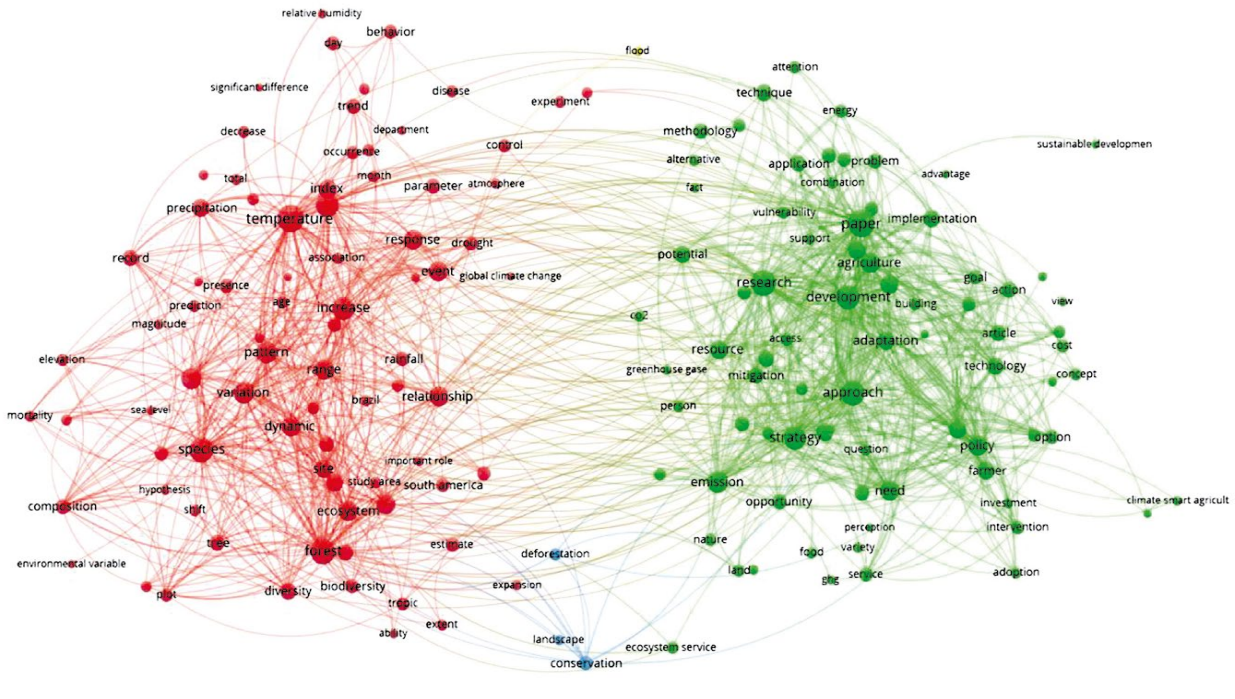 relative humidity
behavior
day
flood
attention
significant difference
disease
technique
experiment
trend
energy
decrease
department
methodology
control
sustainable developmen
occurrence
alternative
application
problem
total
month
parameter
atmosphere
fast
combination
advantage
index
precipitation
temperature
vulnerability
paper
implementation
support
response
drought
record
association
potential
agriculture
event
global climate change
goal
presence
research
development
action
prediction
age
increase
building
view
magnitude
co2
article
access
adaptation
cost
elevation
pattern
rainfall
resource
range
greenhouse gase
mitigation
technology
concept
variation
brazil
relationship
approach
mortality
sea level
person
dynamic
strategy
option
species
question
policy
important role
site
farmer
study area
south america
emission
hypothesis
need
composition
shift
ecosystem
opportunity
investment
climate smart agricult
perception
intervention
tree
estimate
nature
variety
forest
deforestation
food
environmental variable
land
service
adoption
ghg
plot
diversity
biodiversity
expansion
tropic
extent
ability
landscape
ecosystem service
conservation